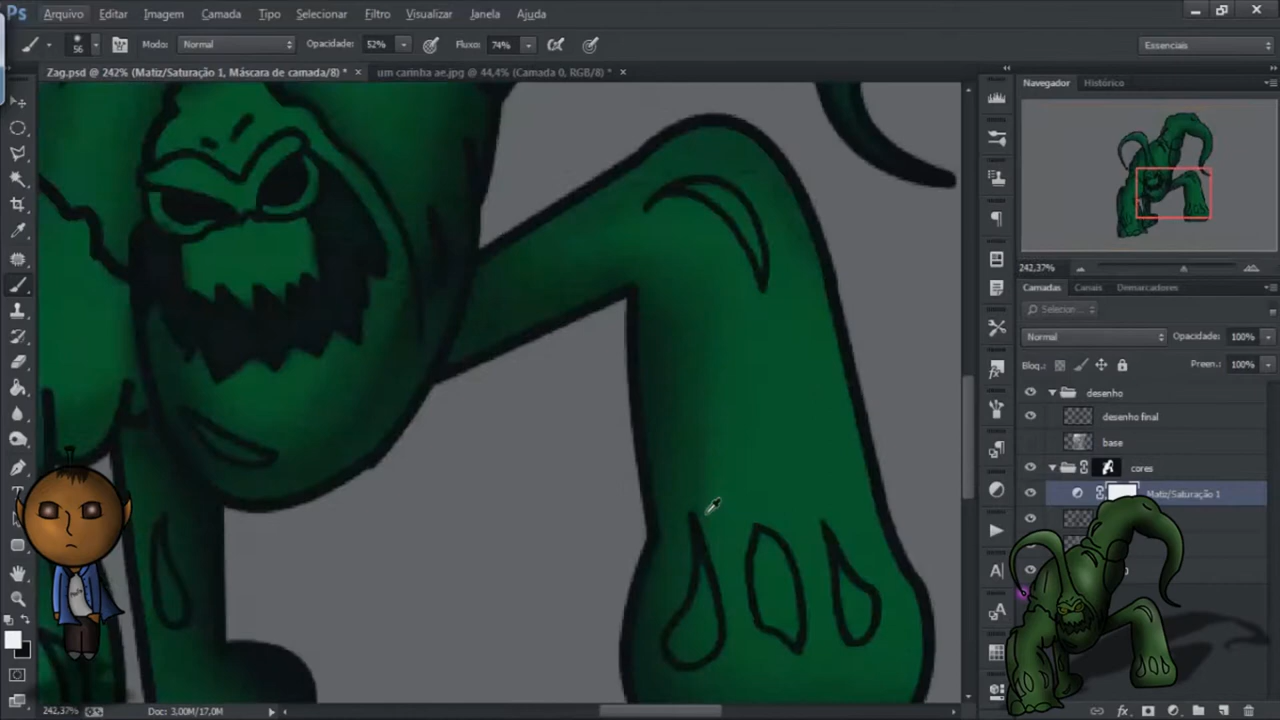 Ps Arquivo Editar Imagem Camada Tipo Selecionar Filtro Visualizar Janela Ajuda
56 Modo: Normal Opacidade: 52% Fluxo: 74% Essenciais
Zag.psd @ 242% (Matiz/Saturação 1, Máscara de camada/8) * × um carinha ae.jpg @ 44,4% (Camada 0, RGB/8) * ×
Navegador Histórico
242,37%
Camadas Canais Demarcadores
Selecion...
Normal Opacidade: 100%
Bloq.: Preen.: 100%
desenho
desenho final
base
cores
Matiz/Saturação 1
242,37% Doc: 3,00M/17,0M